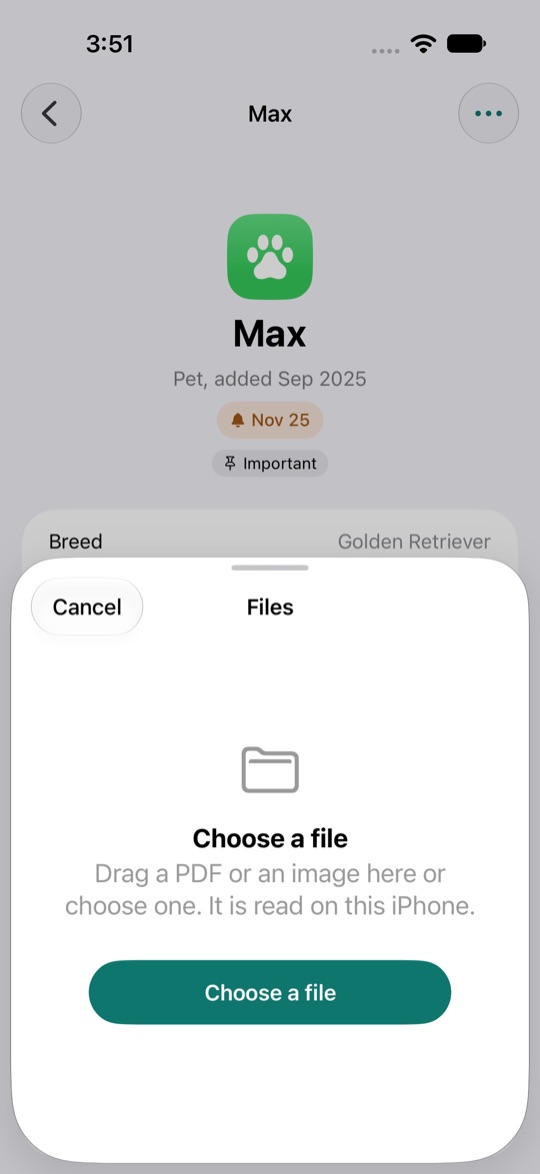 3:51
Max
Max
Pet, added Sep 2025
Nov 25
Important
Breed Golden Retriever
Cancel Files
Choose a file
Drag a PDF or an image here or
choose one. It is read on this iPhone.
Choose a file